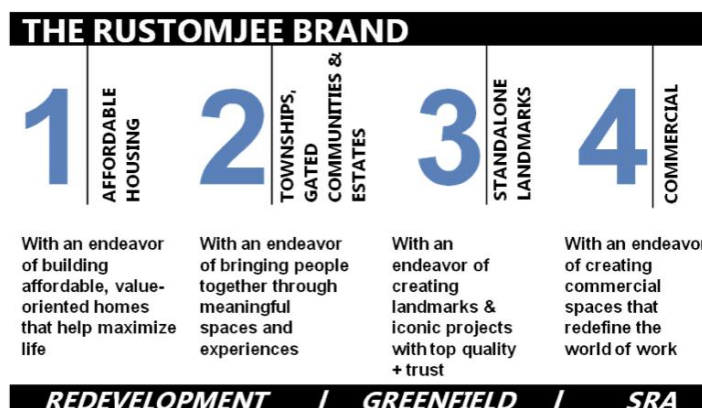 THE RUSTOMJEE BRAND
1
AFFORDABLE
HOUSING
With an endeavor
of building
affordable, value-
oriented homes
that help maximize
life
2
TOWNSHIPS,
GATED
COMMUNITIES &
ESTATES
With an endeavor
of bringing people
together through
meaningful
spaces and
experiences
3
STANDALONE
LANDMARKS
With an
endeavor of
creating
landmarks &
iconic projects
with top quality
+ trust
4
COMMERCIAL
With an endeavor
of creating
commercial
spaces that
redefine the
world of work
REDEVELOPMENT / GREENFIELD / SRA